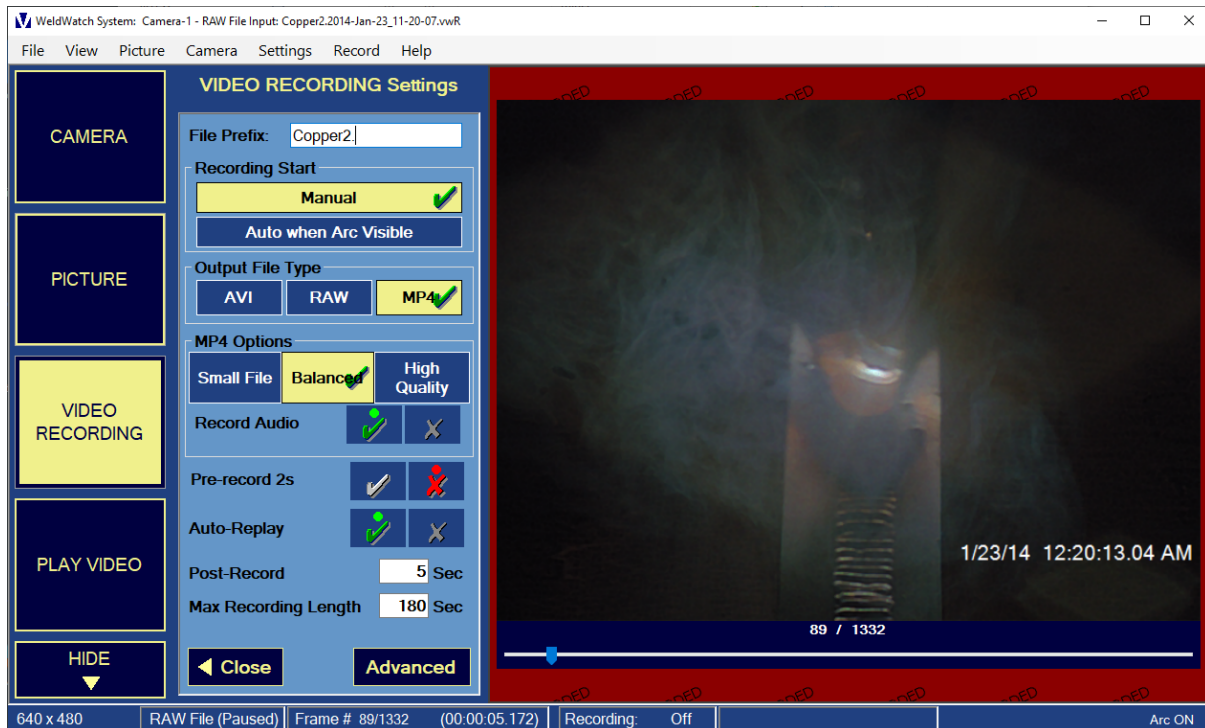 WeldWatch System: Camera-1 - RAW File Input: Copper2.2014-Jan-23_11-20-07.vwR
File View Picture Camera Settings Record Help
CAMERA
PICTURE
VIDEO
RECORDING
PLAY VIDEO
HIDE
VIDEO RECORDING Settings
File Prefix: Copper2.
Recording Start
Manual
Auto when Arc Visible
Output File Type
AVI RAW MP4
MP4 Options
Small File Balanced High Quality
Record Audio
Pre-record 2s
Auto-Replay
Post-Record 5 Sec
Max Recording Length 180 Sec
Close Advanced
1/23/14 12:20:13.04 AM
89 / 1332
640 x 480 RAW File (Paused) Frame # 89/1332 (00:00:05.172) Recording: Off Arc ON